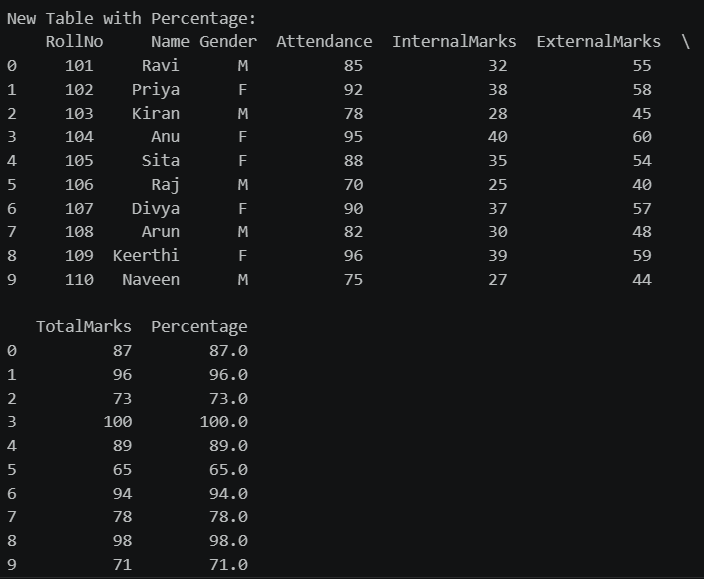 New Table with Percentage:
    RollNo     Name Gender  Attendance  InternalMarks  ExternalMarks  \
0     101     Ravi      M          85             32             55
1     102    Priya      F          92             38             58
2     103    Kiran      M          78             28             45
3     104      Anu      F          95             40             60
4     105     Sita      F          88             35             54
5     106      Raj      M          70             25             40
6     107    Divya      F          90             37             57
7     108     Arun      M          82             30             48
8     109  Keerthi      F          96             39             59
9     110   Naveen      M          75             27             44

   TotalMarks  Percentage
0          87        87.0
1          96        96.0
2          73        73.0
3         100       100.0
4          89        89.0
5          65        65.0
6          94        94.0
7          78        78.0
8          98        98.0
9          71        71.0